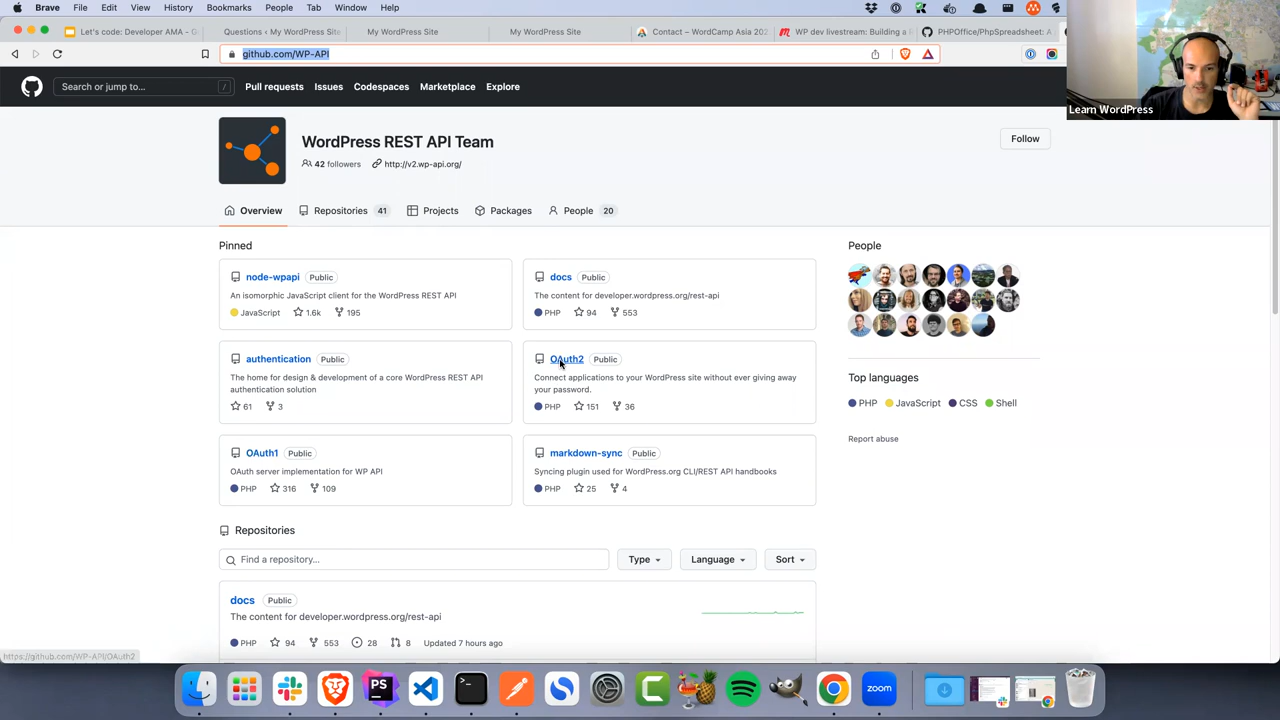 Brave File Edit View History Bookmarks People Tab Window Help
Let's code: Developer AMA - G
Questions ‹ My WordPress Site
My WordPress Site
My WordPress Site
Contact – WordCamp Asia 202
WP dev livestream: Building a
PHPOffice/PhpSpreadsheet: A
github.com/WP-API
Search or jump to... /
Pull requests Issues Codespaces Marketplace Explore
Learn WordPress
WordPress REST API Team
42 followers http://v2.wp-api.org/
Follow
Overview Repositories 41 Projects Packages People 20
Pinned
node-wpapi Public
An isomorphic JavaScript client for the WordPress REST API
JavaScript 1.6k 195
docs Public
The content for developer.wordpress.org/rest-api
PHP 94 553
authentication Public
The home for design & development of a core WordPress REST API
authentication solution
61 3
OAuth2 Public
Connect applications to your WordPress site without ever giving away
your password.
PHP 151 36
OAuth1 Public
OAuth server implementation for WP API
PHP 316 109
markdown-sync Public
Syncing plugin used for WordPress.org CLI/REST API handbooks
PHP 25 4
People
Top languages
PHP JavaScript CSS Shell
Report abuse
Repositories
Find a repository...
Type Language Sort
docs Public
The content for developer.wordpress.org/rest-api
PHP 94 553 28 8 Updated 7 hours ago
https://github.com/WP-API/OAuth2
PS
zoom